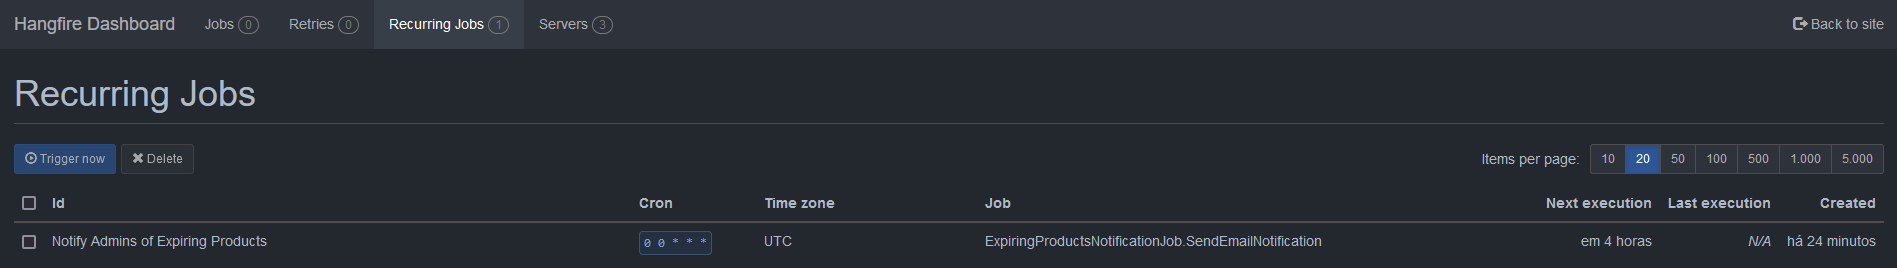 Hangfire Dashboard Jobs 0 Retries 0 Recurring Jobs 1 Servers 3 Back to site
Recurring Jobs
Trigger now Delete Items per page: 10 20 50 100 500 1.000 5.000
Id Cron Time zone Job Next execution Last execution Created
Notify Admins of Expiring Products 0 0 * * * UTC ExpiringProductsNotificationJob.SendEmailNotification em 4 horas N/A há 24 minutos